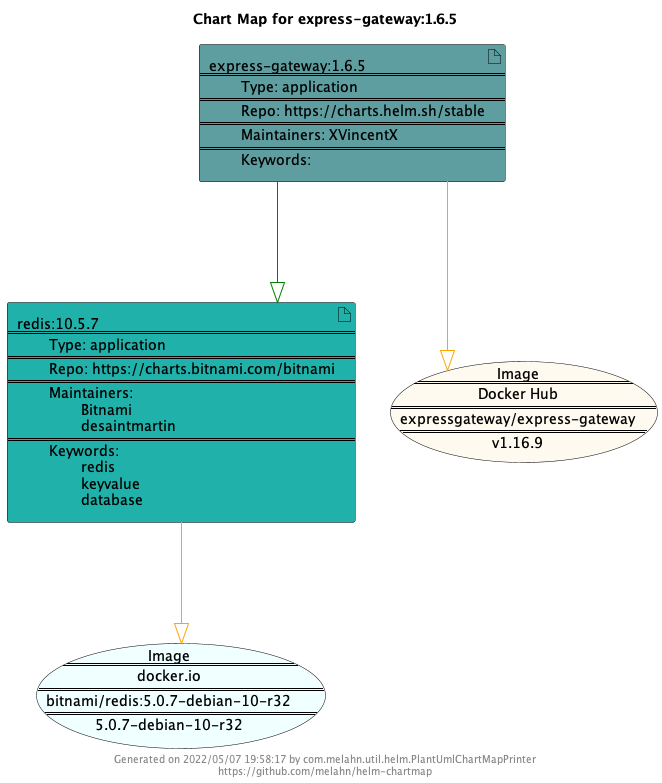 Chart Map for express-gateway:1.6.5
express-gateway:1.6.5
Type: application
Repo: https://charts.helm.sh/stable
Maintainers: XVincentX
Keywords:
redis:10.5.7
Type: application
Repo: https://charts.bitnami.com/bitnami
Maintainers:
Bitnami
desaintmartin
Keywords:
redis
keyvalue
database
Image
Docker Hub
expressgateway/express-gateway
v1.16.9
Image
docker.io
bitnami/redis:5.0.7-debian-10-r32
5.0.7-debian-10-r32
Generated on 2022/05/07 19:58:17 by com.melahn.util.helm.PlantUmlChartMapPrinter
https://github.com/melahn/helm-chartmap